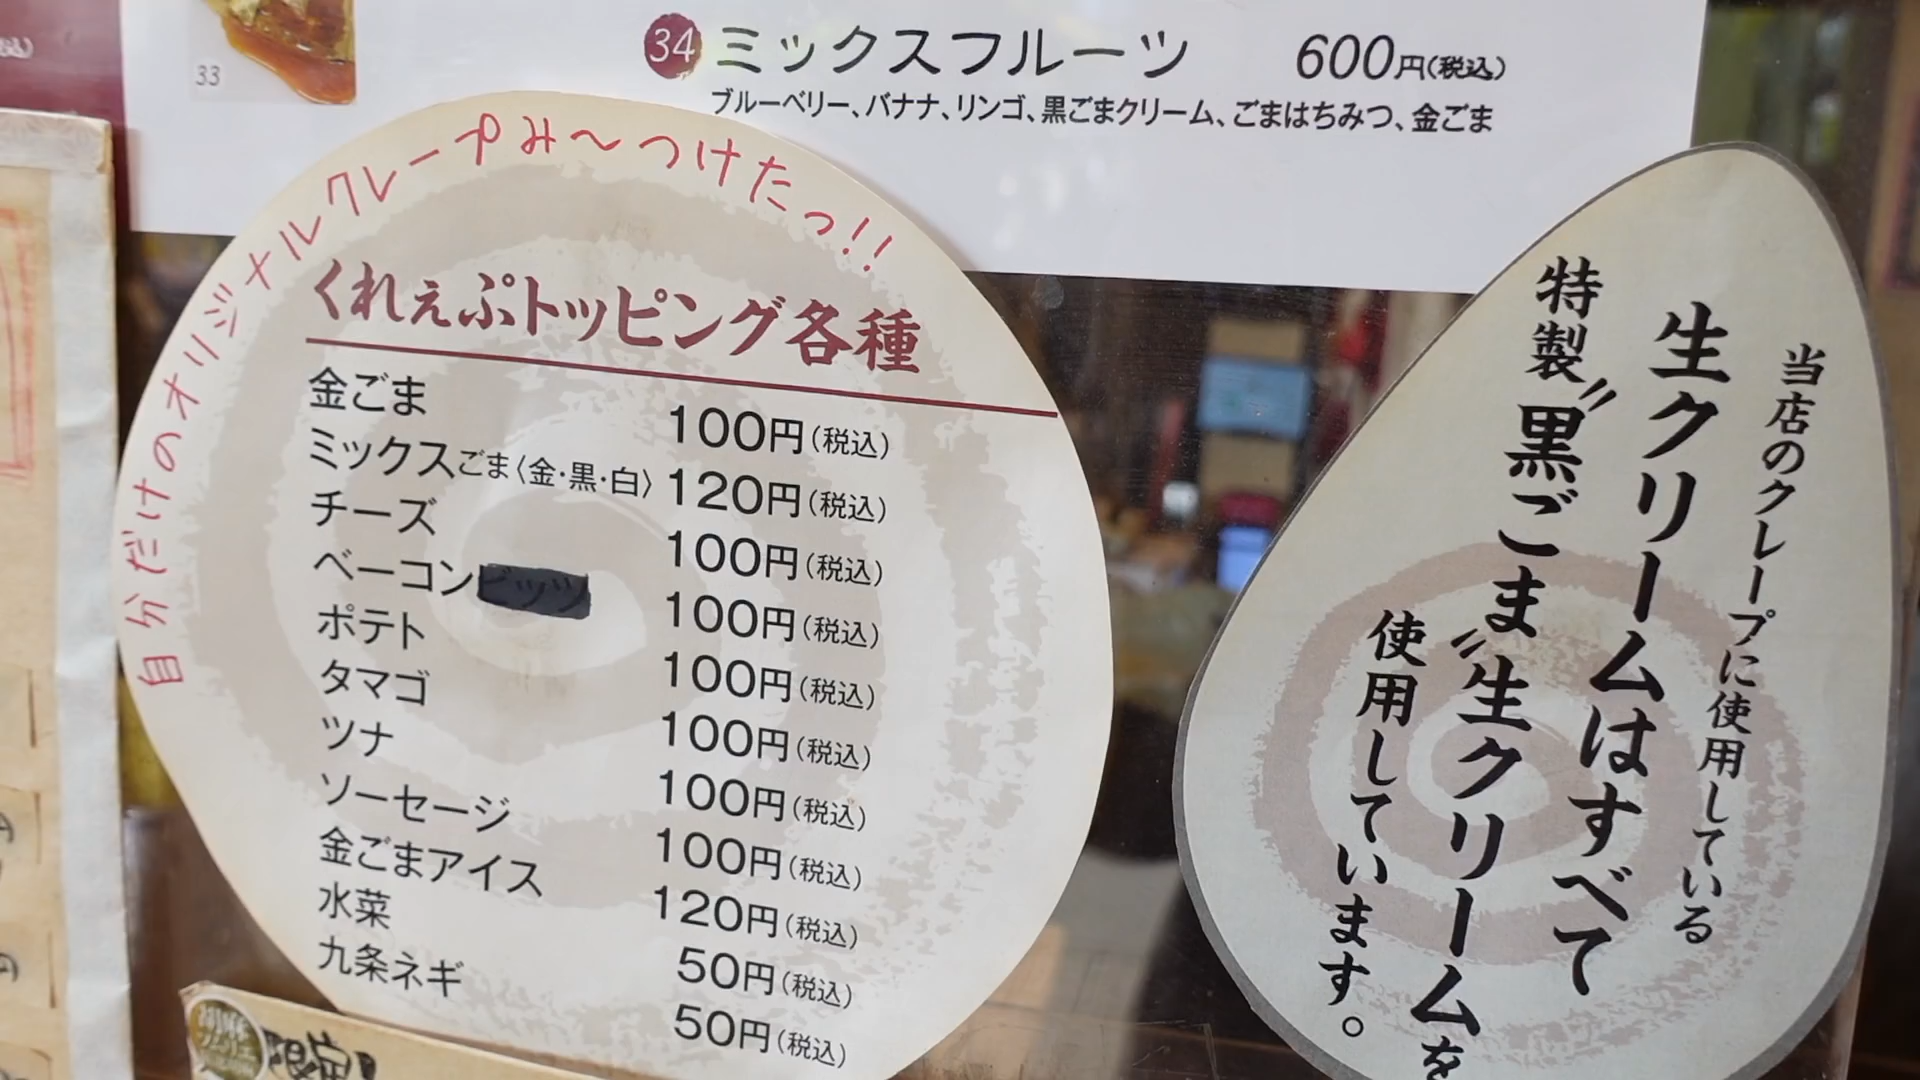 33
34 ミックスフルーツ 600円(税込)
ブルーベリー、バナナ、リンゴ、黒ごまクリーム、ごまはちみつ、金ごま
自分だけのオリジナルクレープみ〜つけたっ!!
くれぇぷトッピング各種
金ごま 100円(税込)
ミックスごま〈金・黒・白〉 120円(税込)
チーズ 100円(税込)
ベーコン 100円(税込)
ポテト 100円(税込)
タマゴ 100円(税込)
ツナ 100円(税込)
ソーセージ 100円(税込)
金ごまアイス 120円(税込)
水菜 50円(税込)
九条ネギ 50円(税込)
当店のクレープに使用している
生クリームはすべて
特製〝黒ごま〟生クリームを
使用しています。
限定